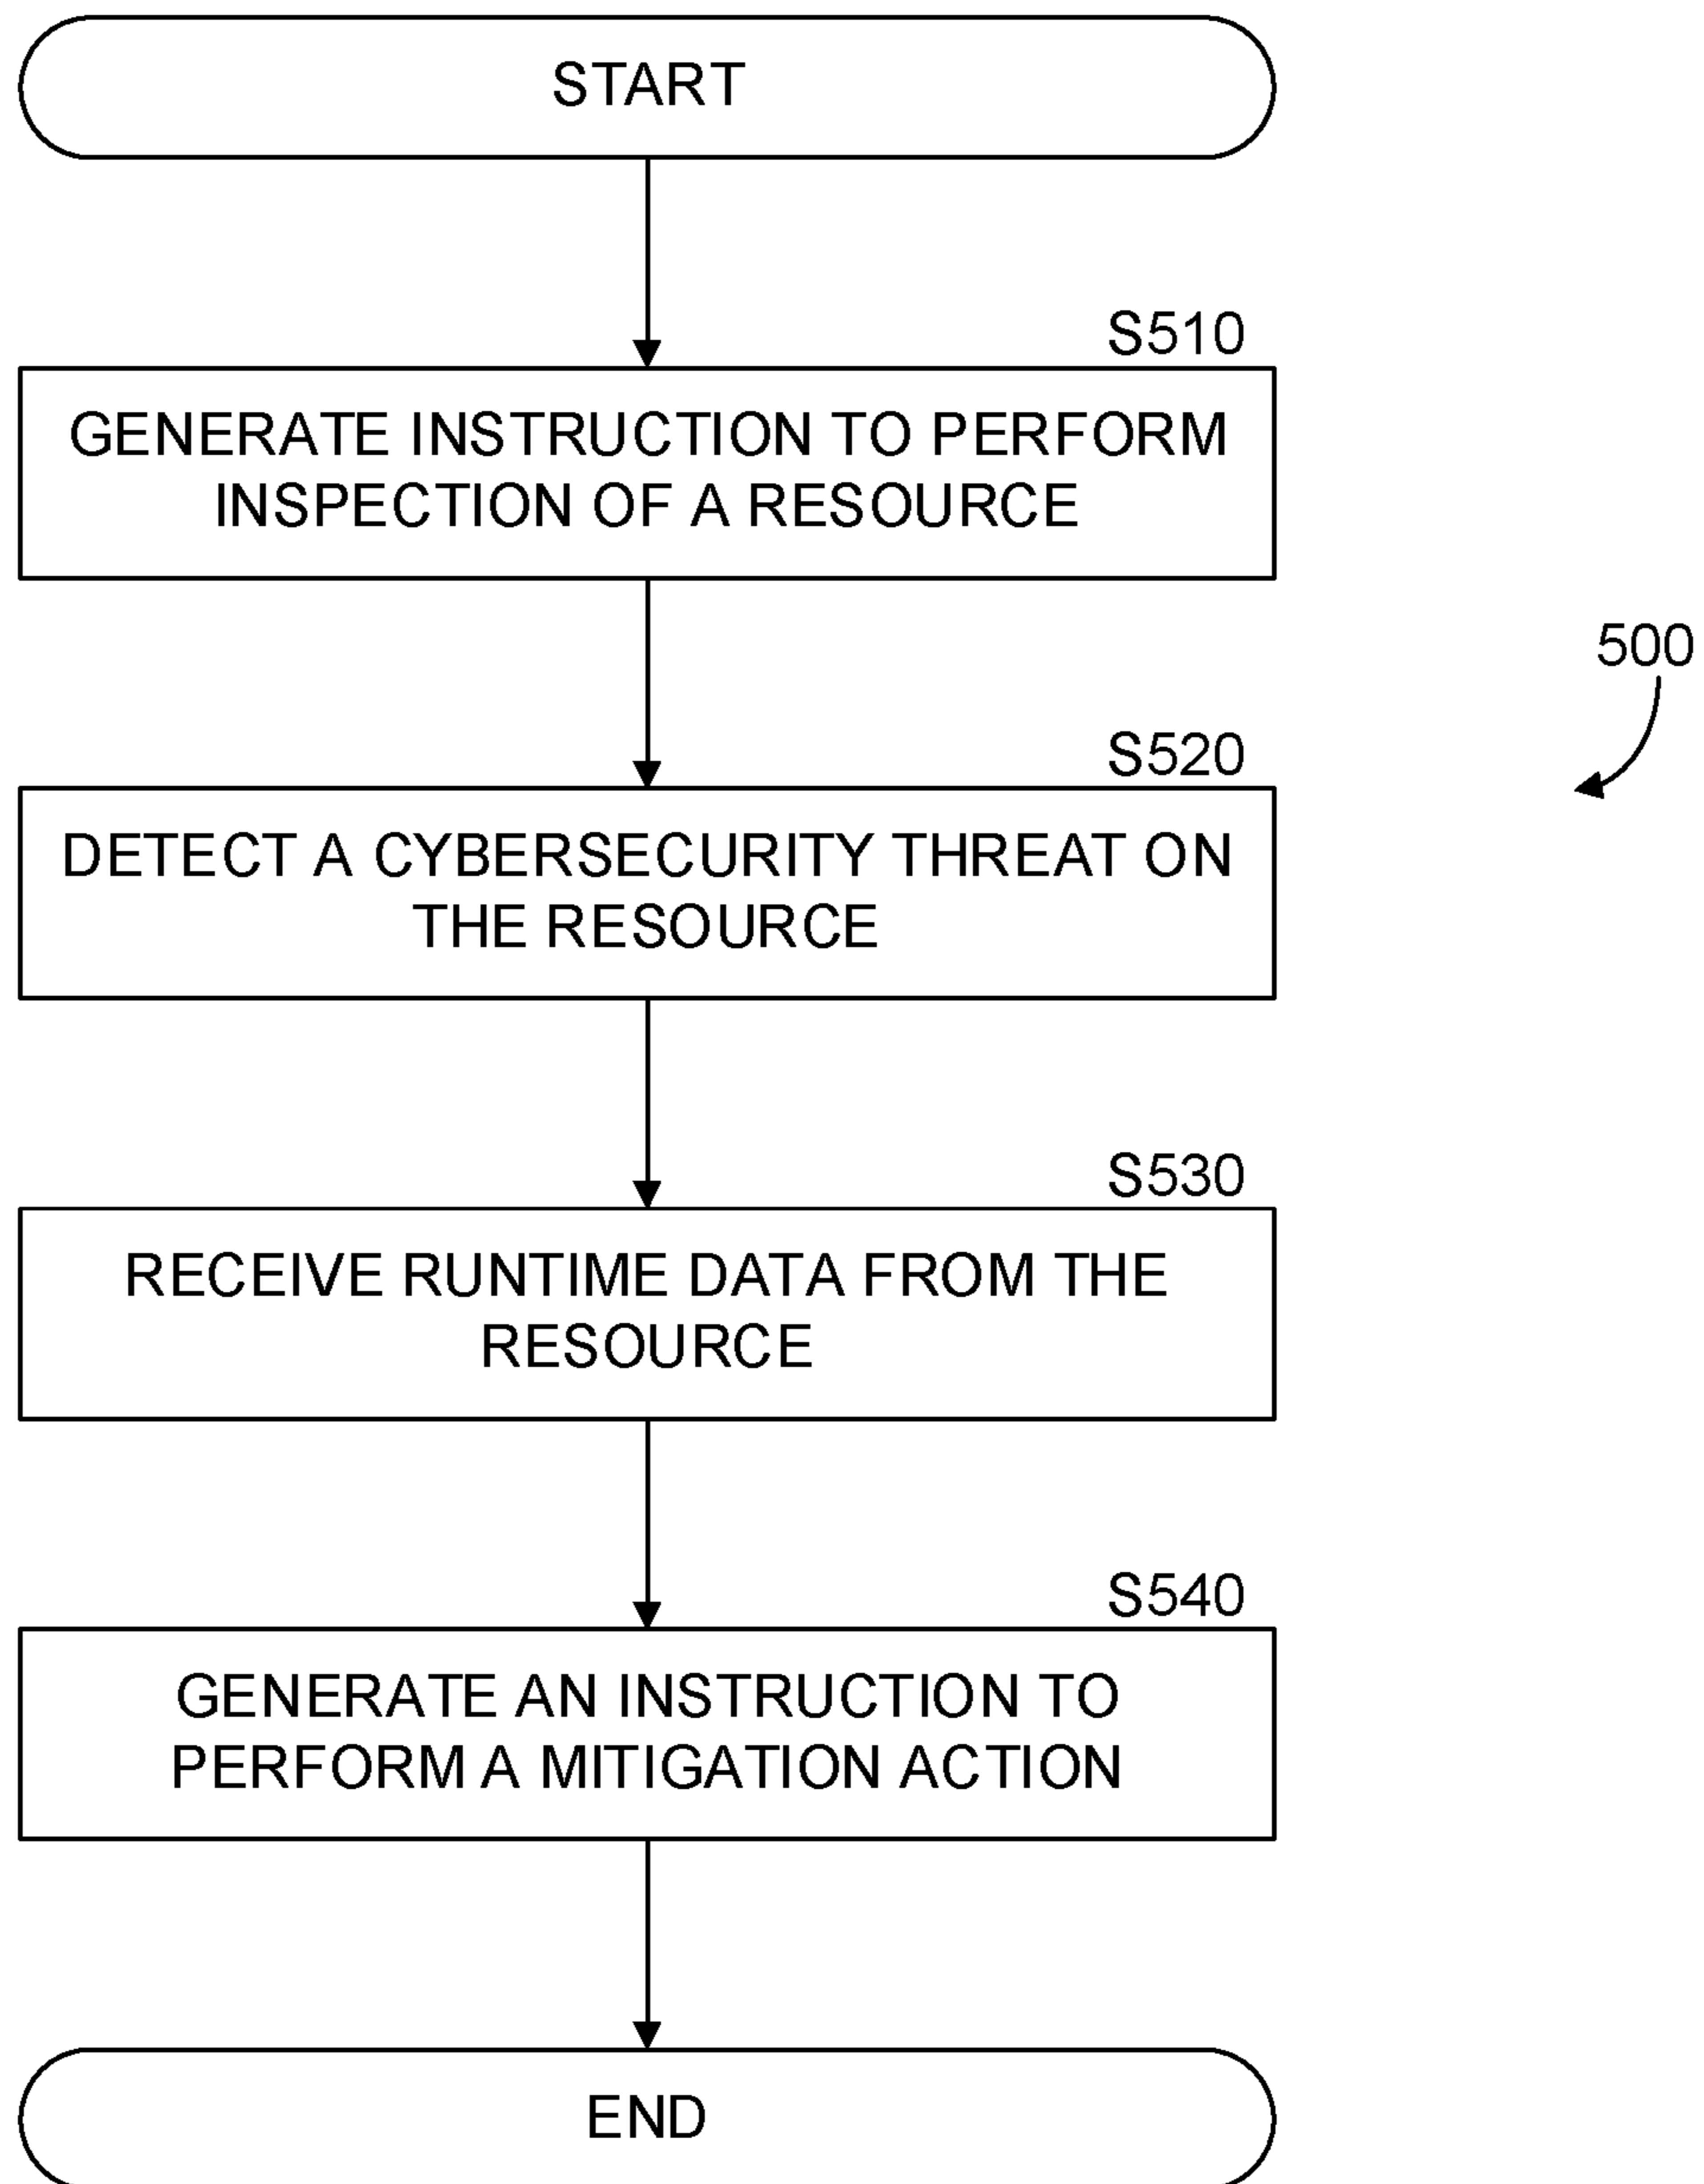 START
S510
GENERATE INSTRUCTION TO PERFORM
INSPECTION OF A RESOURCE
500
S520
DETECT A CYBERSECURITY THREAT ON
THE RESOURCE
S530
RECEIVE RUNTIME DATA FROM THE
RESOURCE
S540
GENERATE AN INSTRUCTION TO
PERFORM A MITIGATION ACTION
END